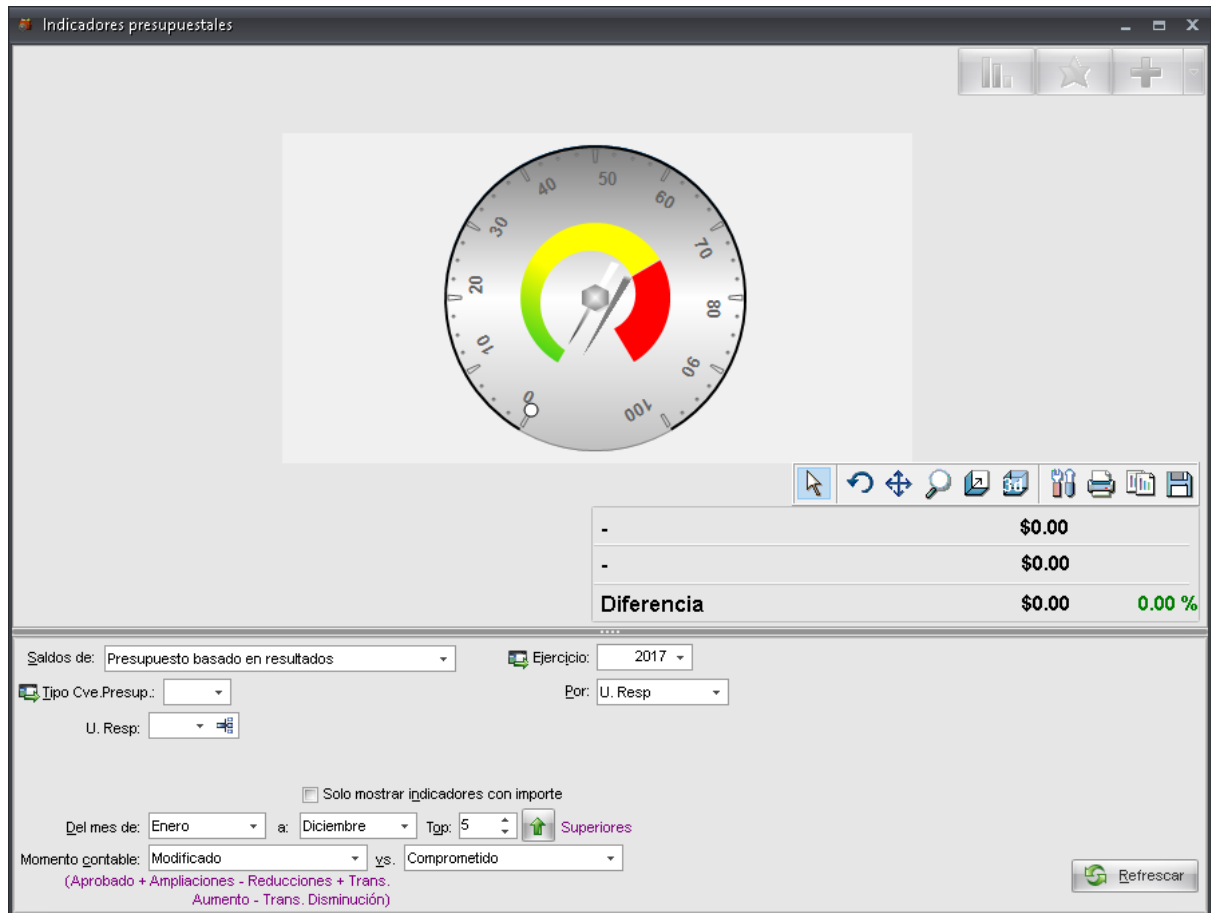 Indicadores presupuestales
0
10
20
30
40
50
60
70
80
90
100
3d
- $0.00
- $0.00
Diferencia $0.00 0.00 %
Saldos de: Presupuesto basado en resultados Ejercicio: 2017
Tipo Cve.Presup.: Por: U. Resp
U. Resp:
Solo mostrar indicadores con importe
Del mes de: Enero a: Diciembre Top: 5 Superiores
Momento contable: Modificado vs. Comprometido
(Aprobado + Ampliaciones - Reducciones + Trans.
Aumento - Trans. Disminución)
Refrescar